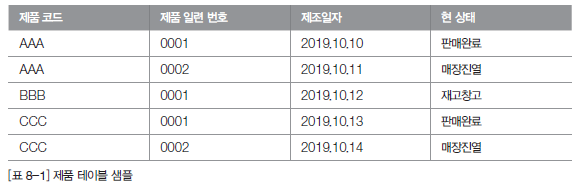 제품 코드 제품 일련 번호 제조일자 현 상태
AAA 0001 2019.10.10 판매완료
AAA 0002 2019.10.11 매장진열
BBB 0001 2019.10.12 재고창고
CCC 0001 2019.10.13 판매완료
CCC 0002 2019.10.14 매장진열
[표 8-1] 제품 테이블 샘플